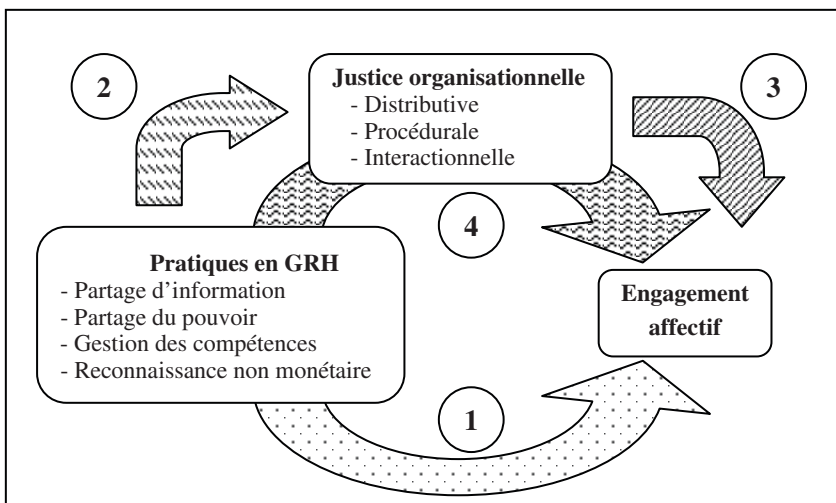 2
Justice organisationnelle
- Distributive
- Procédurale
- Interactionnelle
3
4
Pratiques en GRH
- Partage d’information
- Partage du pouvoir
- Gestion des compétences
- Reconnaissance non monétaire
Engagement
affectif
1